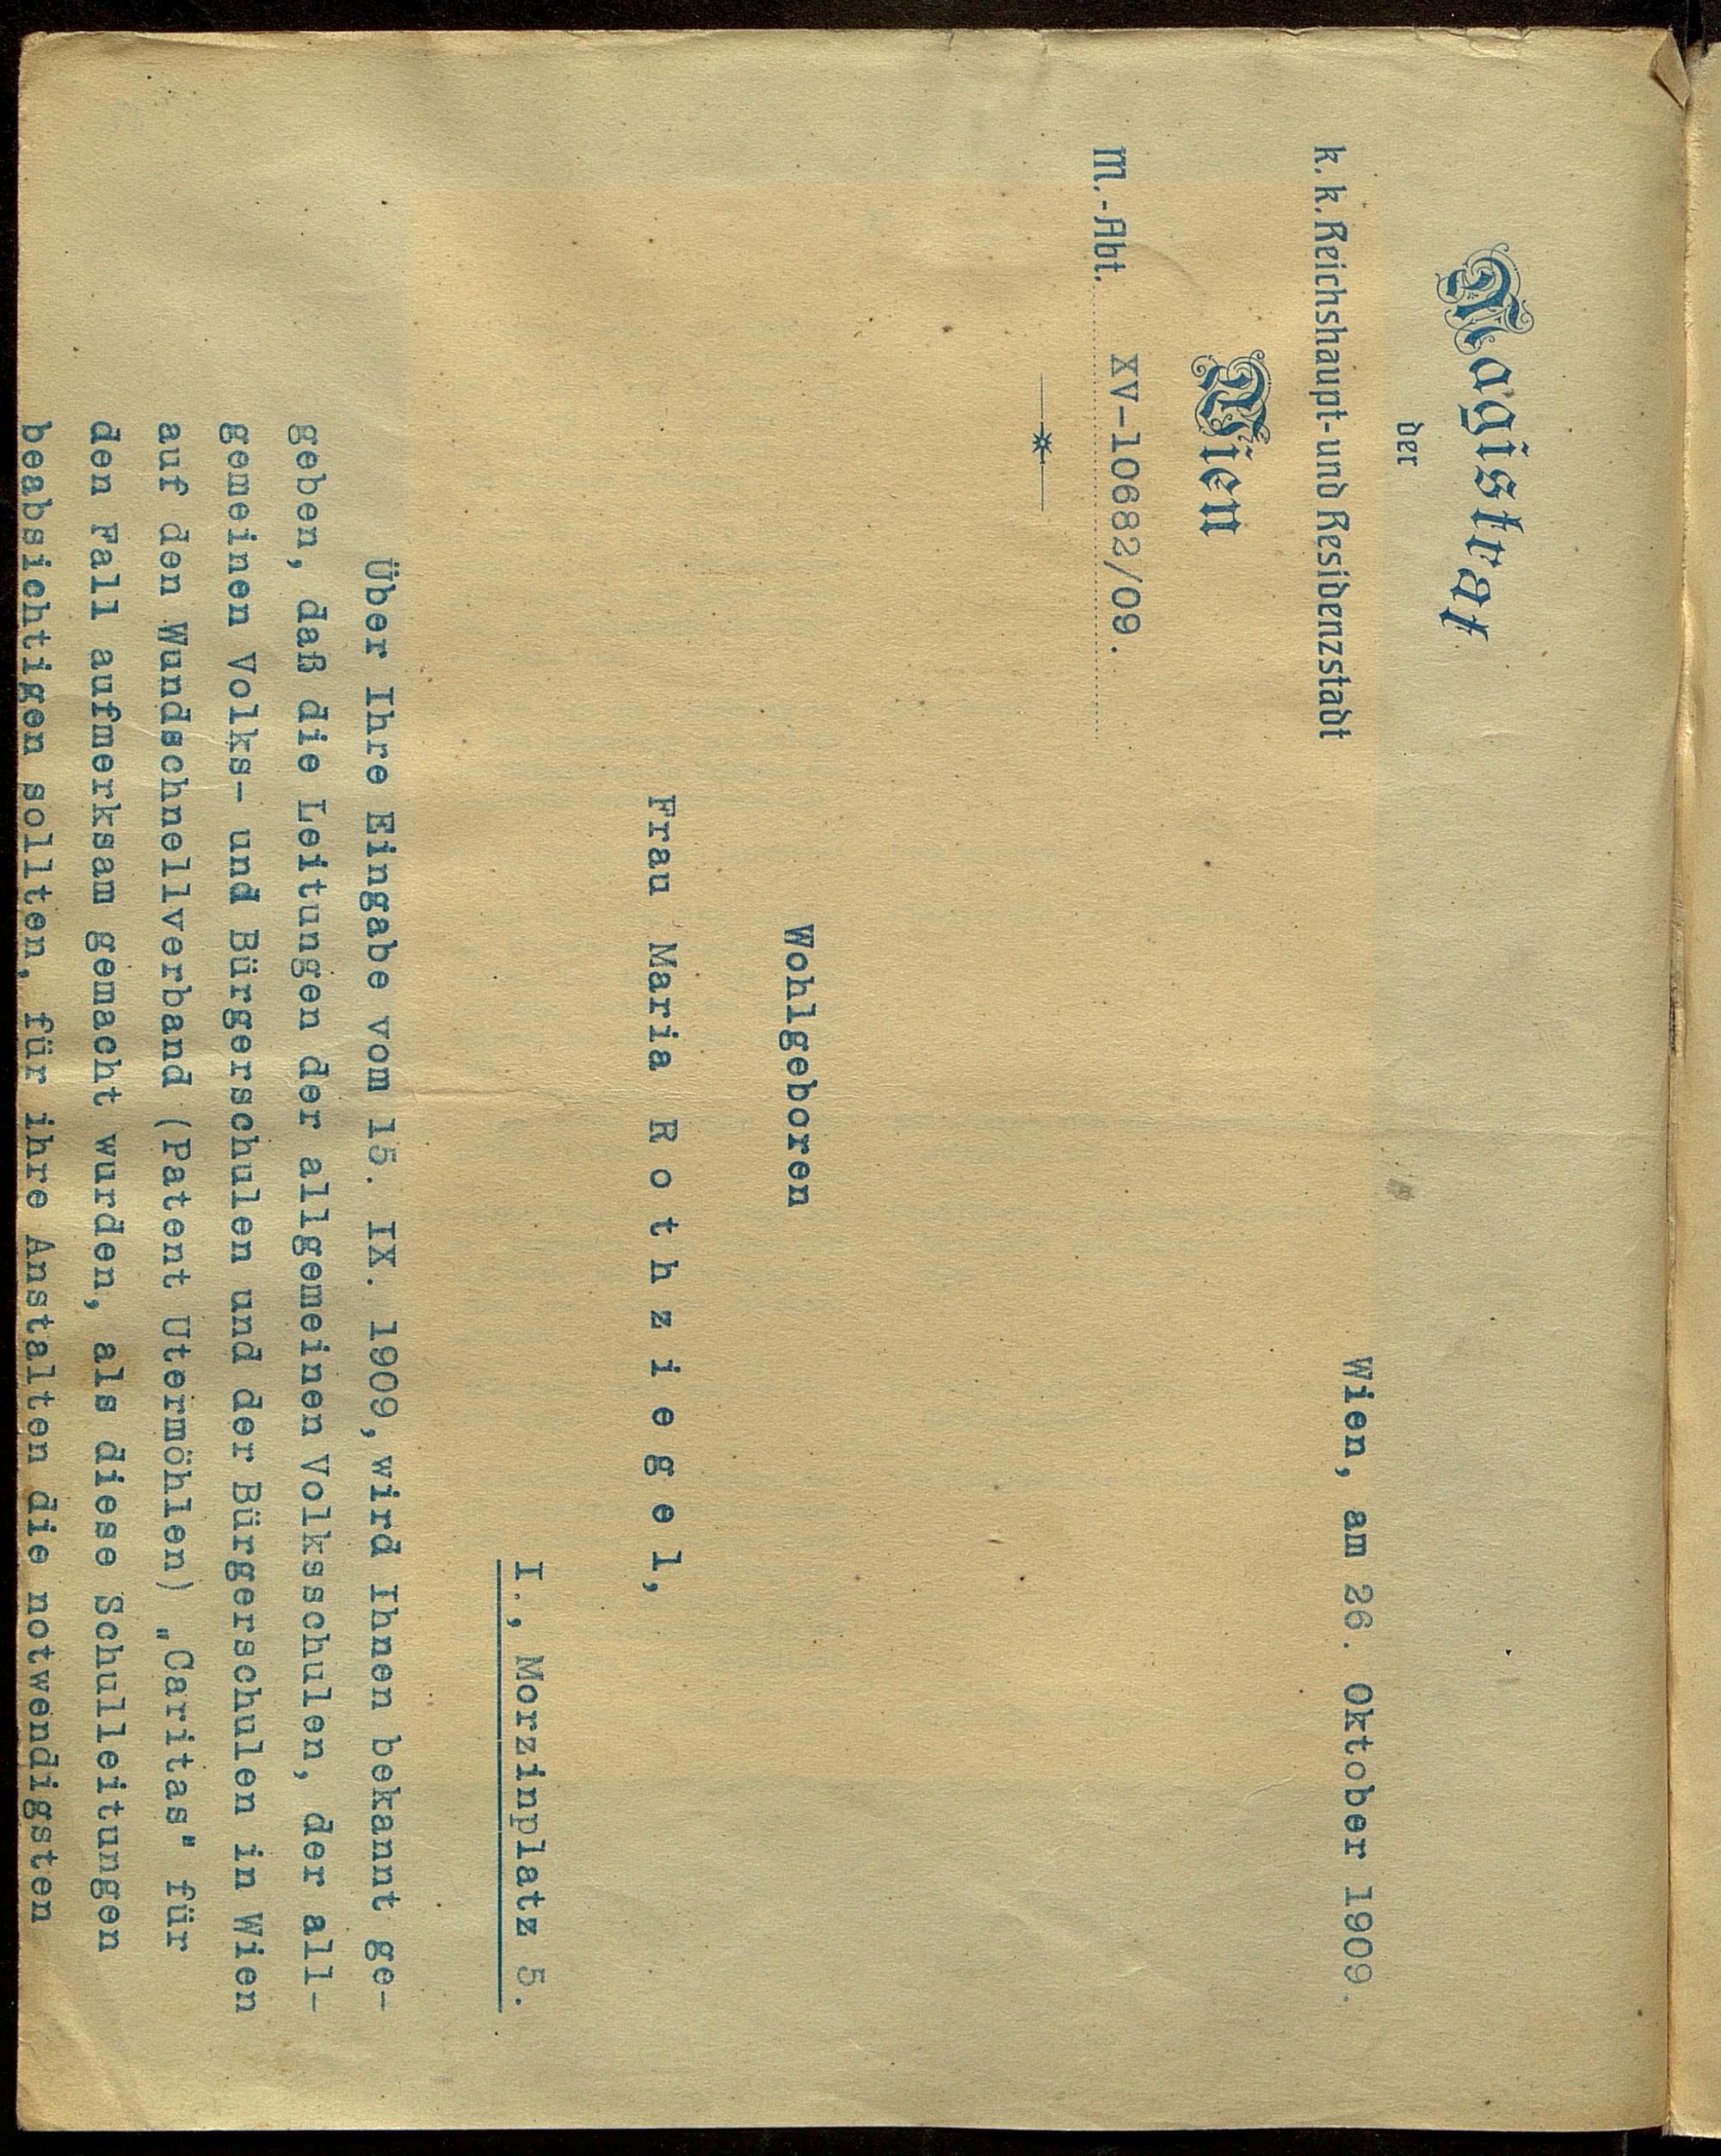 Magistrat
der
k. k. Reichshaupt- und Residenzstadt
Wien
M.-Abt. XV-10682/09.
Wien, am 26. Oktober 1909.
Wohlgeboren
Frau Maria R o t h z i e g e l,
I., Morzinplatz 5.
Über Ihre Eingabe vom 15. IX. 1909, wird Ihnen bekannt ge-
geben, daß die Leitungen der allgemeinen Volksschulen, der all-
gemeinen Volks- und Bürgerschulen und der Bürgerschulen in Wien
auf den Wundschnellverband (Patent Utermöhlen) „Caritas" für
den Fall aufmerksam gemacht wurden, als diese Schulleitungen
beabsichtigen sollten, für ihre Anstalten die notwendigsten